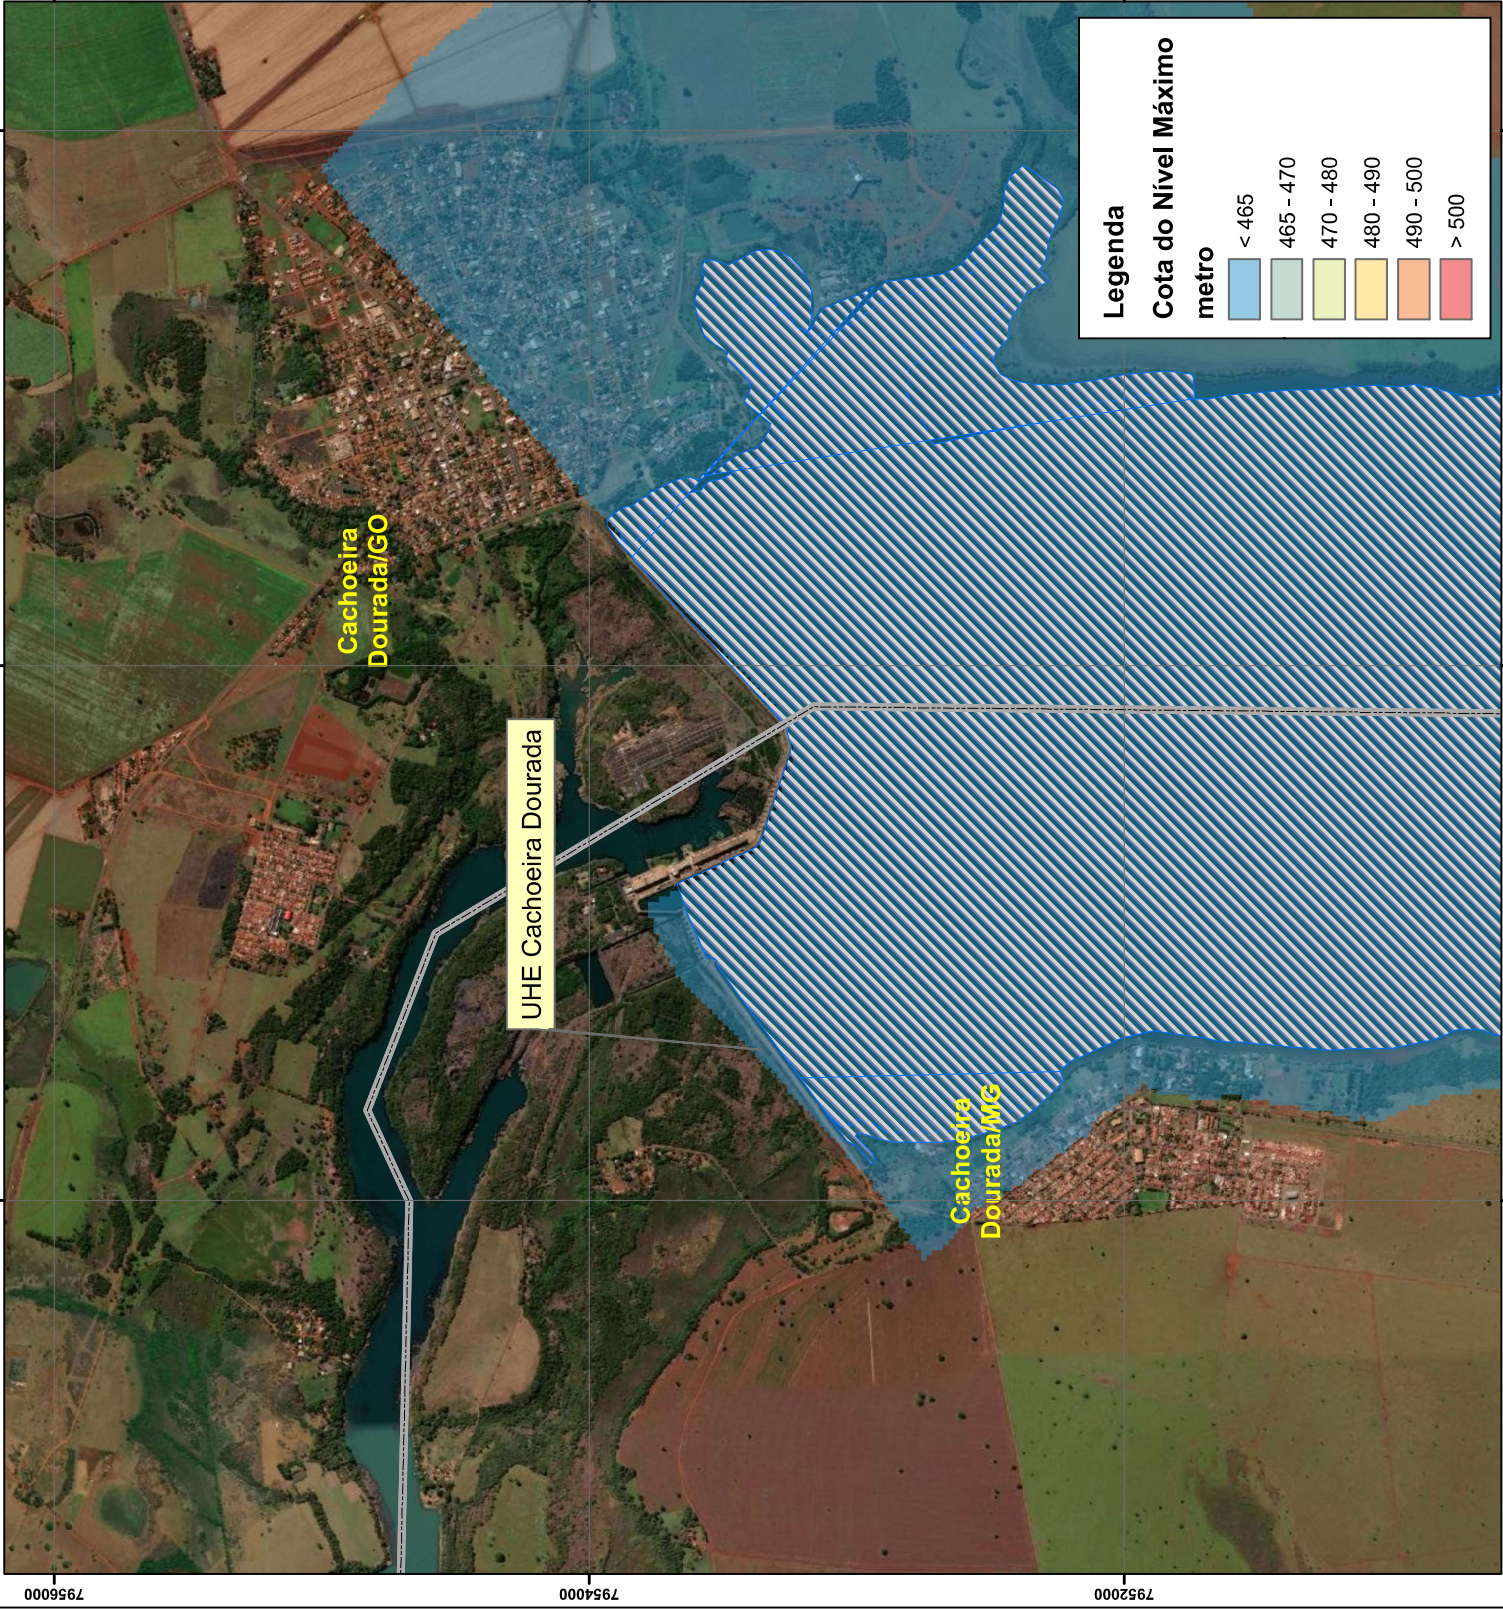 Cachoeira
Dourada/GO
UHE Cachoeira Dourada
Cachoeira
Dourada/MG
Legenda
Cota do Nível Máximo
metro
< 465
465 - 470
470 - 480
480 - 490
490 - 500
> 500
7956000
7954000
7952000